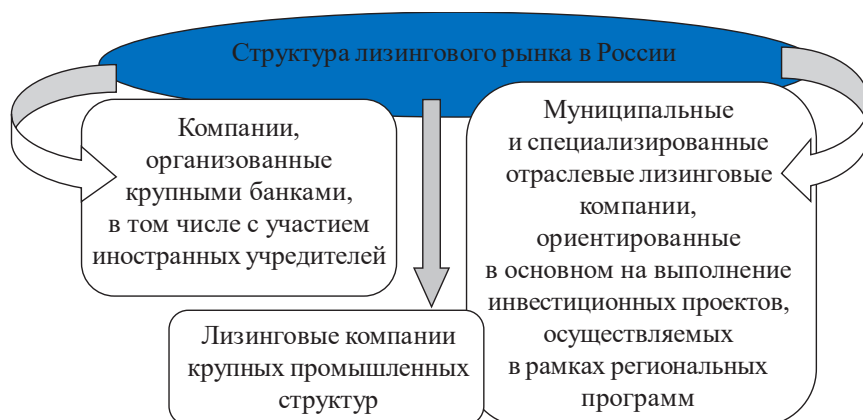 Структура лизингового рынка в России
Компании,
организованные
крупными банками,
в том числе с участием
иностранных учредителей
Лизинговые компании
крупных промышленных
структур
Муниципальные
и специализированные
отраслевые лизинговые
компании,
ориентированные
в основном на выполнение
инвестиционных проектов,
осуществляемых
в рамках региональных
программ